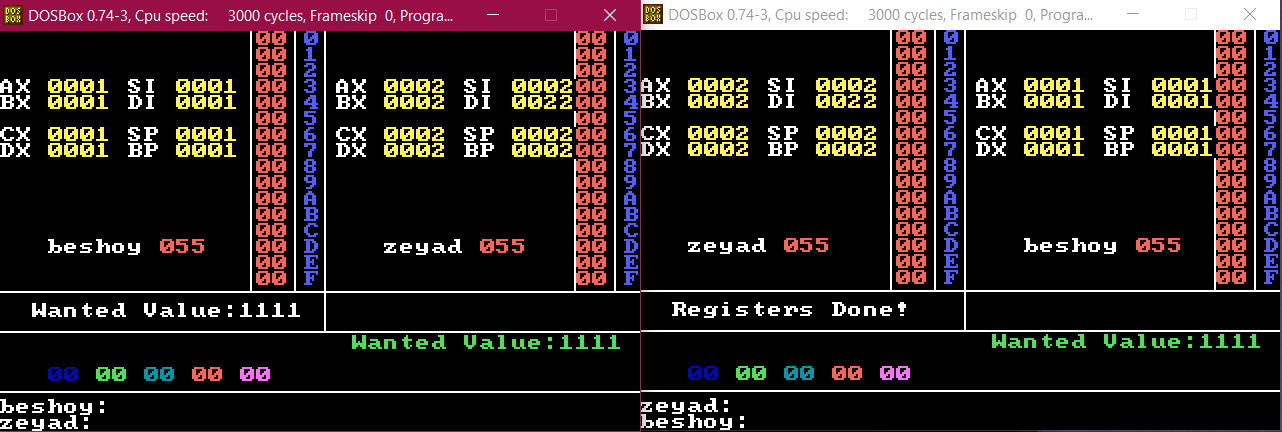 DOSBox 0.74-3, Cpu speed: 3000 cycles, Frameskip 0, Progra...
00 0 00 0
00 1 00 1
00 2 00 2
AX 0001 SI 0001 00 3 AX 0002 SI 0002 00 3
BX 0001 DI 0001 00 4 BX 0002 DI 0022 00 4
00 5 00 5
CX 0001 SP 0001 00 6 CX 0002 SP 0002 00 6
DX 0001 BP 0001 00 7 DX 0002 BP 0002 00 7
00 8 00 8
00 9 00 9
00 A 00 A
00 B 00 B
00 C 00 C
beshoy 055 00 D zeyad 055 00 D
00 E 00 E
00 F 00 F
Wanted Value:1111
Wanted Value:1111
00 00 00 00 00
beshoy:
zeyad:
DOSBox 0.74-3, Cpu speed: 3000 cycles, Frameskip 0, Progra...
00 0 00 0
00 1 00 1
00 2 00 2
AX 0002 SI 0002 00 3 AX 0001 SI 0001 00 3
BX 0002 DI 0022 00 4 BX 0001 DI 0001 00 4
00 5 00 5
CX 0002 SP 0002 00 6 CX 0001 SP 0001 00 6
DX 0002 BP 0002 00 7 DX 0001 BP 0001 00 7
00 8 00 8
00 9 00 9
00 A 00 A
00 B 00 B
00 C 00 C
zeyad 055 00 D beshoy 055 00 D
00 E 00 E
00 F 00 F
Registers Done!
Wanted Value:1111
00 00 00 00 00
zeyad:
beshoy: